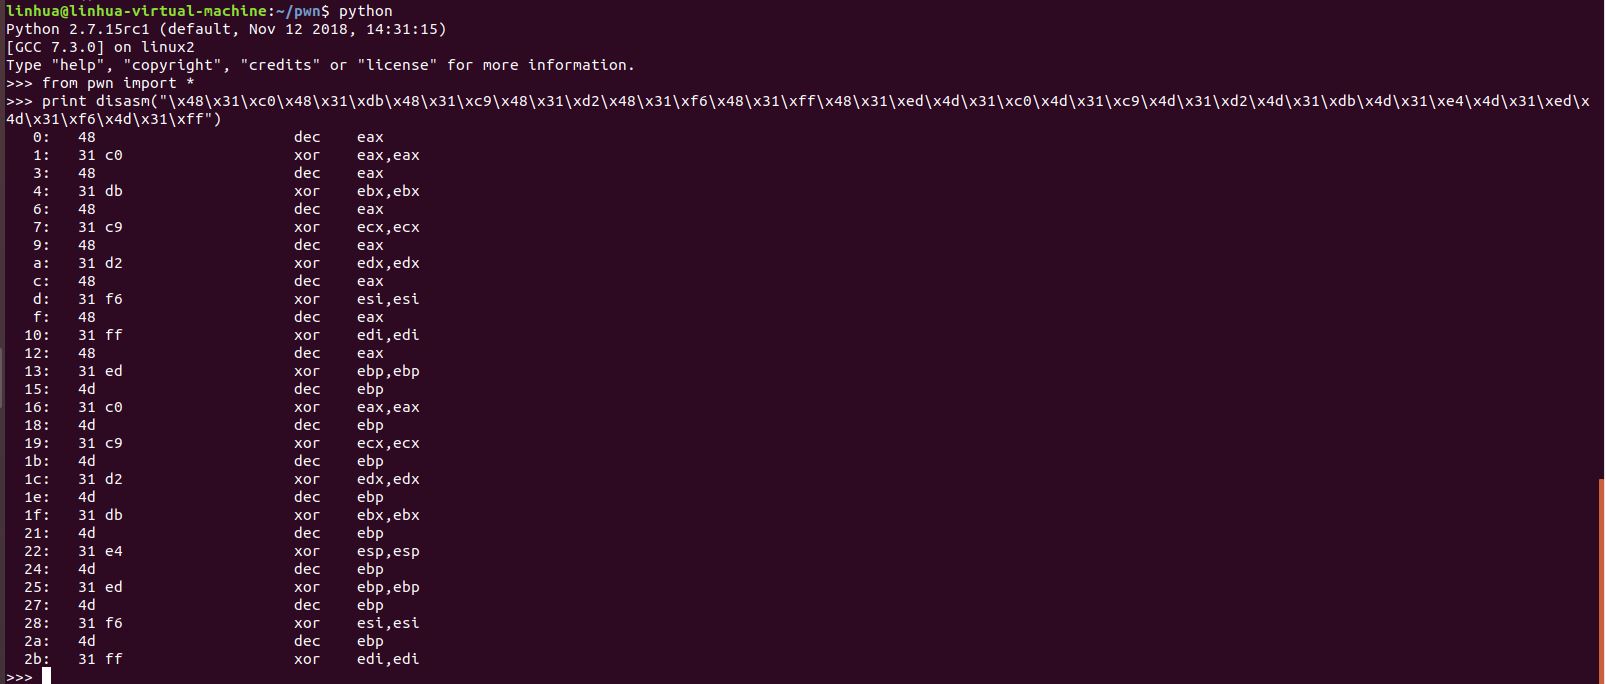 linhua@linhua-virtual-machine:~/pwn$ python
Python 2.7.15rc1 (default, Nov 12 2018, 14:31:15)
[GCC 7.3.0] on linux2
Type "help", "copyright", "credits" or "license" for more information.
>>> from pwn import *
>>> print disasm("\x48\x31\xc0\x48\x31\xdb\x48\x31\xc9\x48\x31\xd2\x48\x31\xf6\x48\x31\xff\x48\x31\xed\x4d\x31\xc0\x4d\x31\xc9\x4d\x31\xd2\x4d\x31\xdb\x4d\x31\xe4\x4d\x31\xed\x
4d\x31\xf6\x4d\x31\xff")
   0:   48                      dec    eax
   1:   31 c0                   xor    eax,eax
   3:   48                      dec    eax
   4:   31 db                   xor    ebx,ebx
   6:   48                      dec    eax
   7:   31 c9                   xor    ecx,ecx
   9:   48                      dec    eax
   a:   31 d2                   xor    edx,edx
   c:   48                      dec    eax
   d:   31 f6                   xor    esi,esi
   f:   48                      dec    eax
  10:   31 ff                   xor    edi,edi
  12:   48                      dec    eax
  13:   31 ed                   xor    ebp,ebp
  15:   4d                      dec    ebp
  16:   31 c0                   xor    eax,eax
  18:   4d                      dec    ebp
  19:   31 c9                   xor    ecx,ecx
  1b:   4d                      dec    ebp
  1c:   31 d2                   xor    edx,edx
  1e:   4d                      dec    ebp
  1f:   31 db                   xor    ebx,ebx
  21:   4d                      dec    ebp
  22:   31 e4                   xor    esp,esp
  24:   4d                      dec    ebp
  25:   31 ed                   xor    ebp,ebp
  27:   4d                      dec    ebp
  28:   31 f6                   xor    esi,esi
  2a:   4d                      dec    ebp
  2b:   31 ff                   xor    edi,edi
>>>